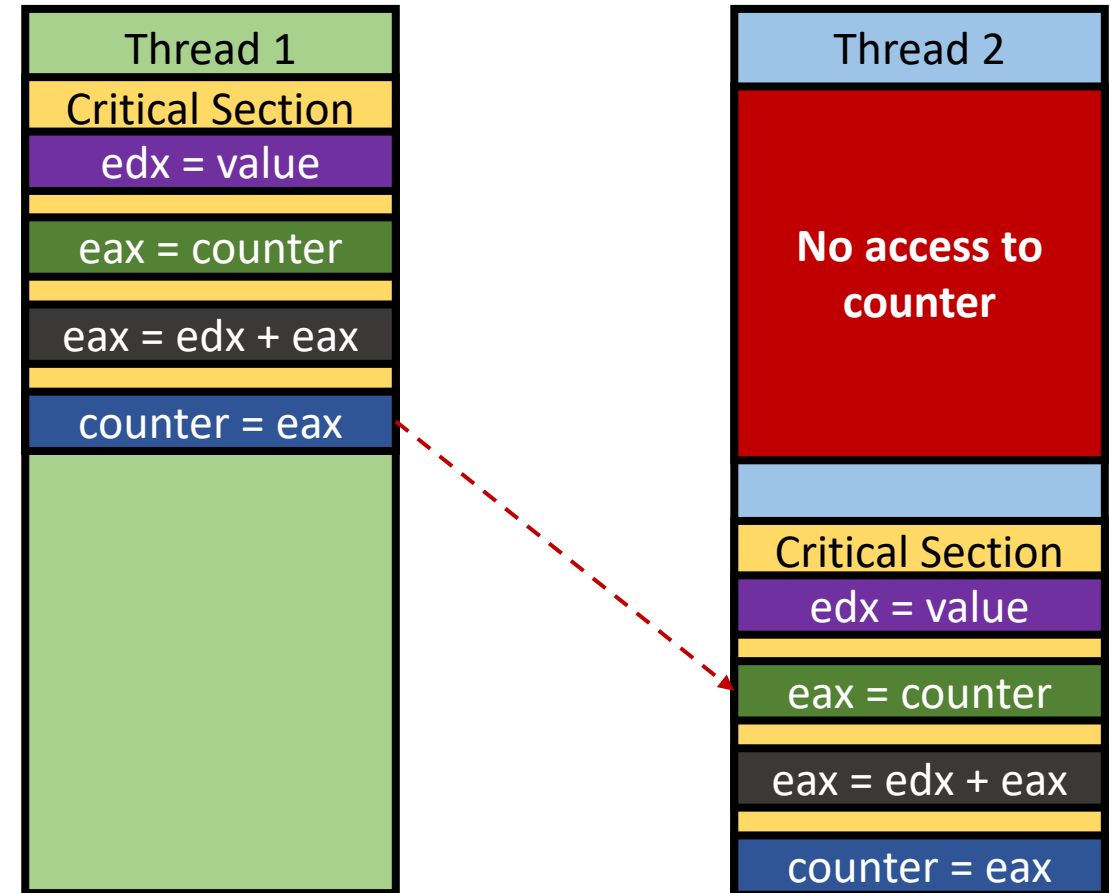 Thread 1
Critical Section
edx = value
eax = counter
eax = edx + eax
counter = eax
Thread 2
No access to
counter
Critical Section
edx = value
eax = counter
eax = edx + eax
counter = eax